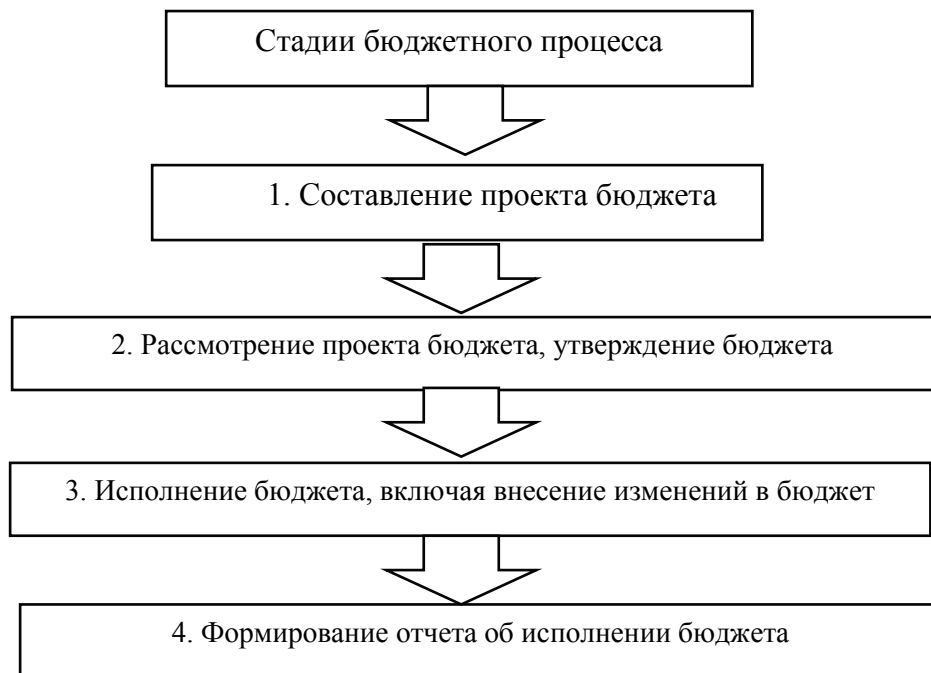 Стадии бюджетного процесса
1. Составление проекта бюджета
2. Рассмотрение проекта бюджета, утверждение бюджета
3. Исполнение бюджета, включая внесение изменений в бюджет
4. Формирование отчета об исполнении бюджета